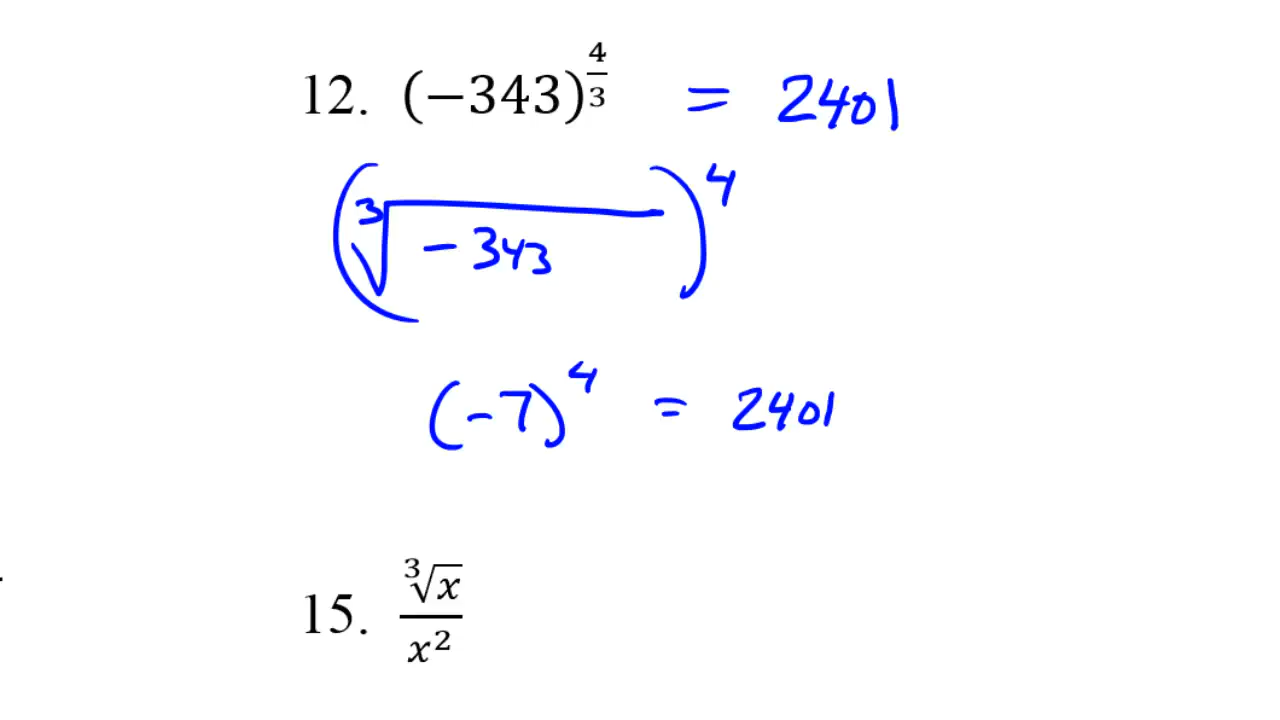 12. (−343)^(4/3) = 2401
(∛−343)^4
(-7)^4 = 2401
15. ∛x / x²